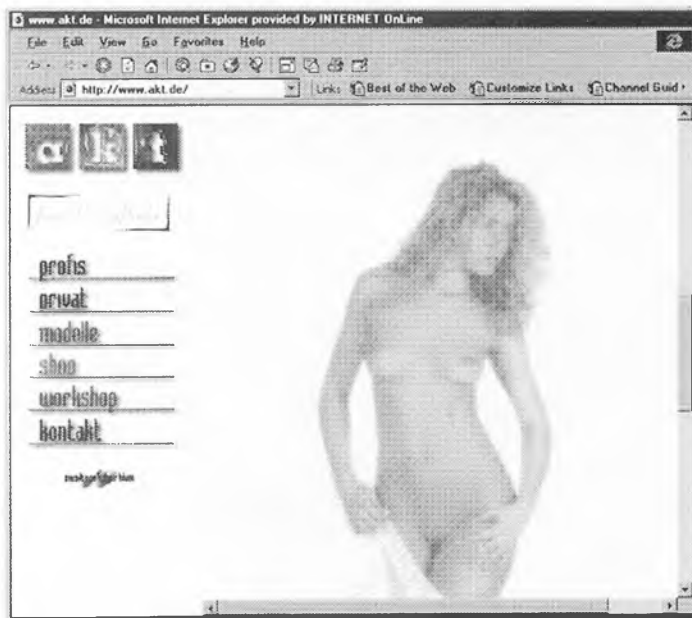 www.akt.de - Microsoft Internet Explorer provided by INTERNET OnLine
File Edit View Go Favorites Help
Address http://www.akt.de/ Links Best of the Web Customize Links Channel Guid
a k t
profis
privat
modelle
shop
workshop
kontakt